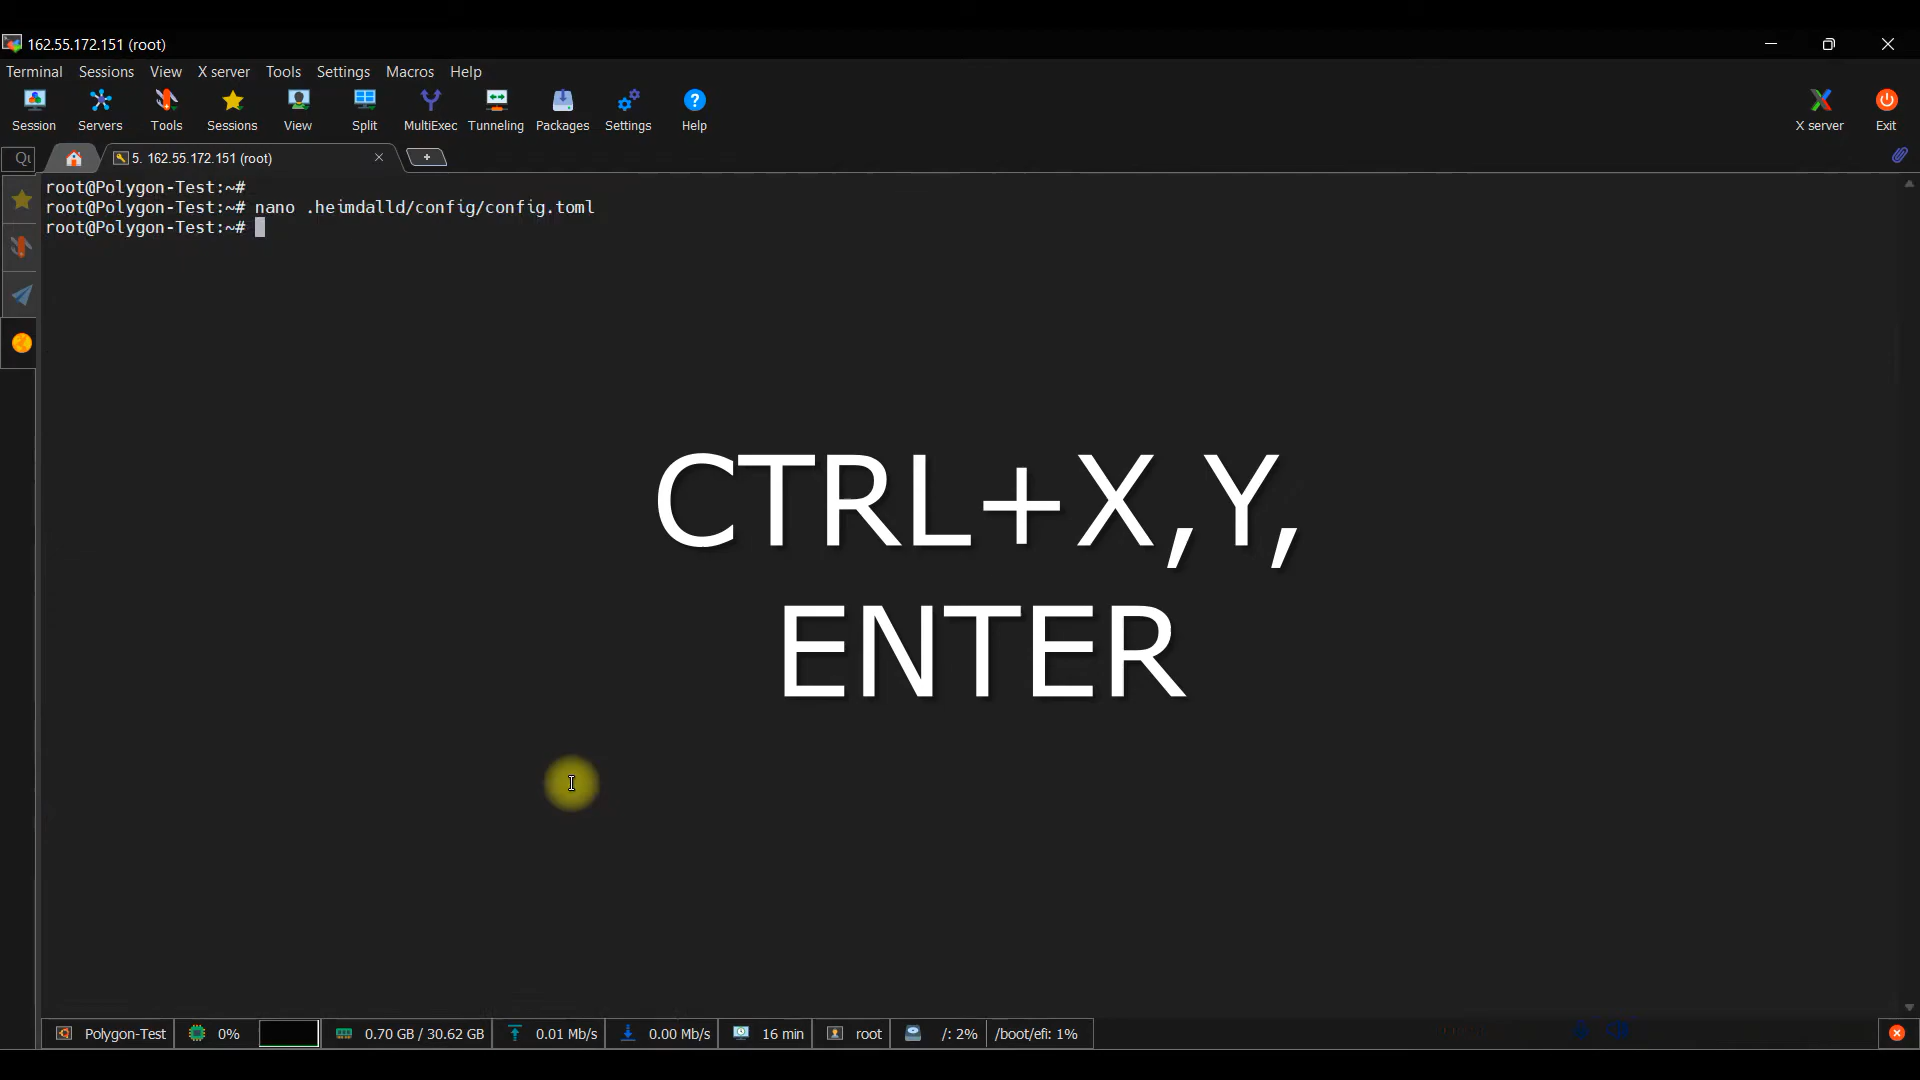 162.55.172.151 (root)
Terminal Sessions View X server Tools Settings Macros Help
Session Servers Tools Sessions View Split MultiExec Tunneling Packages Settings Help X server Exit
5. 162.55.172.151 (root)
root@Polygon-Test:~#
root@Polygon-Test:~# nano .heimdalld/config/config.toml
root@Polygon-Test:~#
CTRL+X,Y,
ENTER
Polygon-Test 0% 0.70 GB / 30.62 GB 0.01 Mb/s 0.00 Mb/s 16 min root /: 2% /boot/efi: 1%